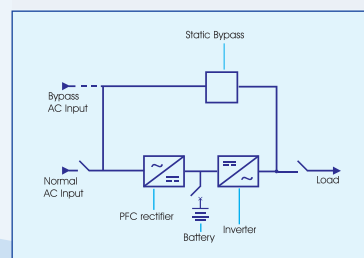 Static Bypass
Bypass
AC Input
Normal
AC Input
Load
PFC rectifier
Inverter
Battery